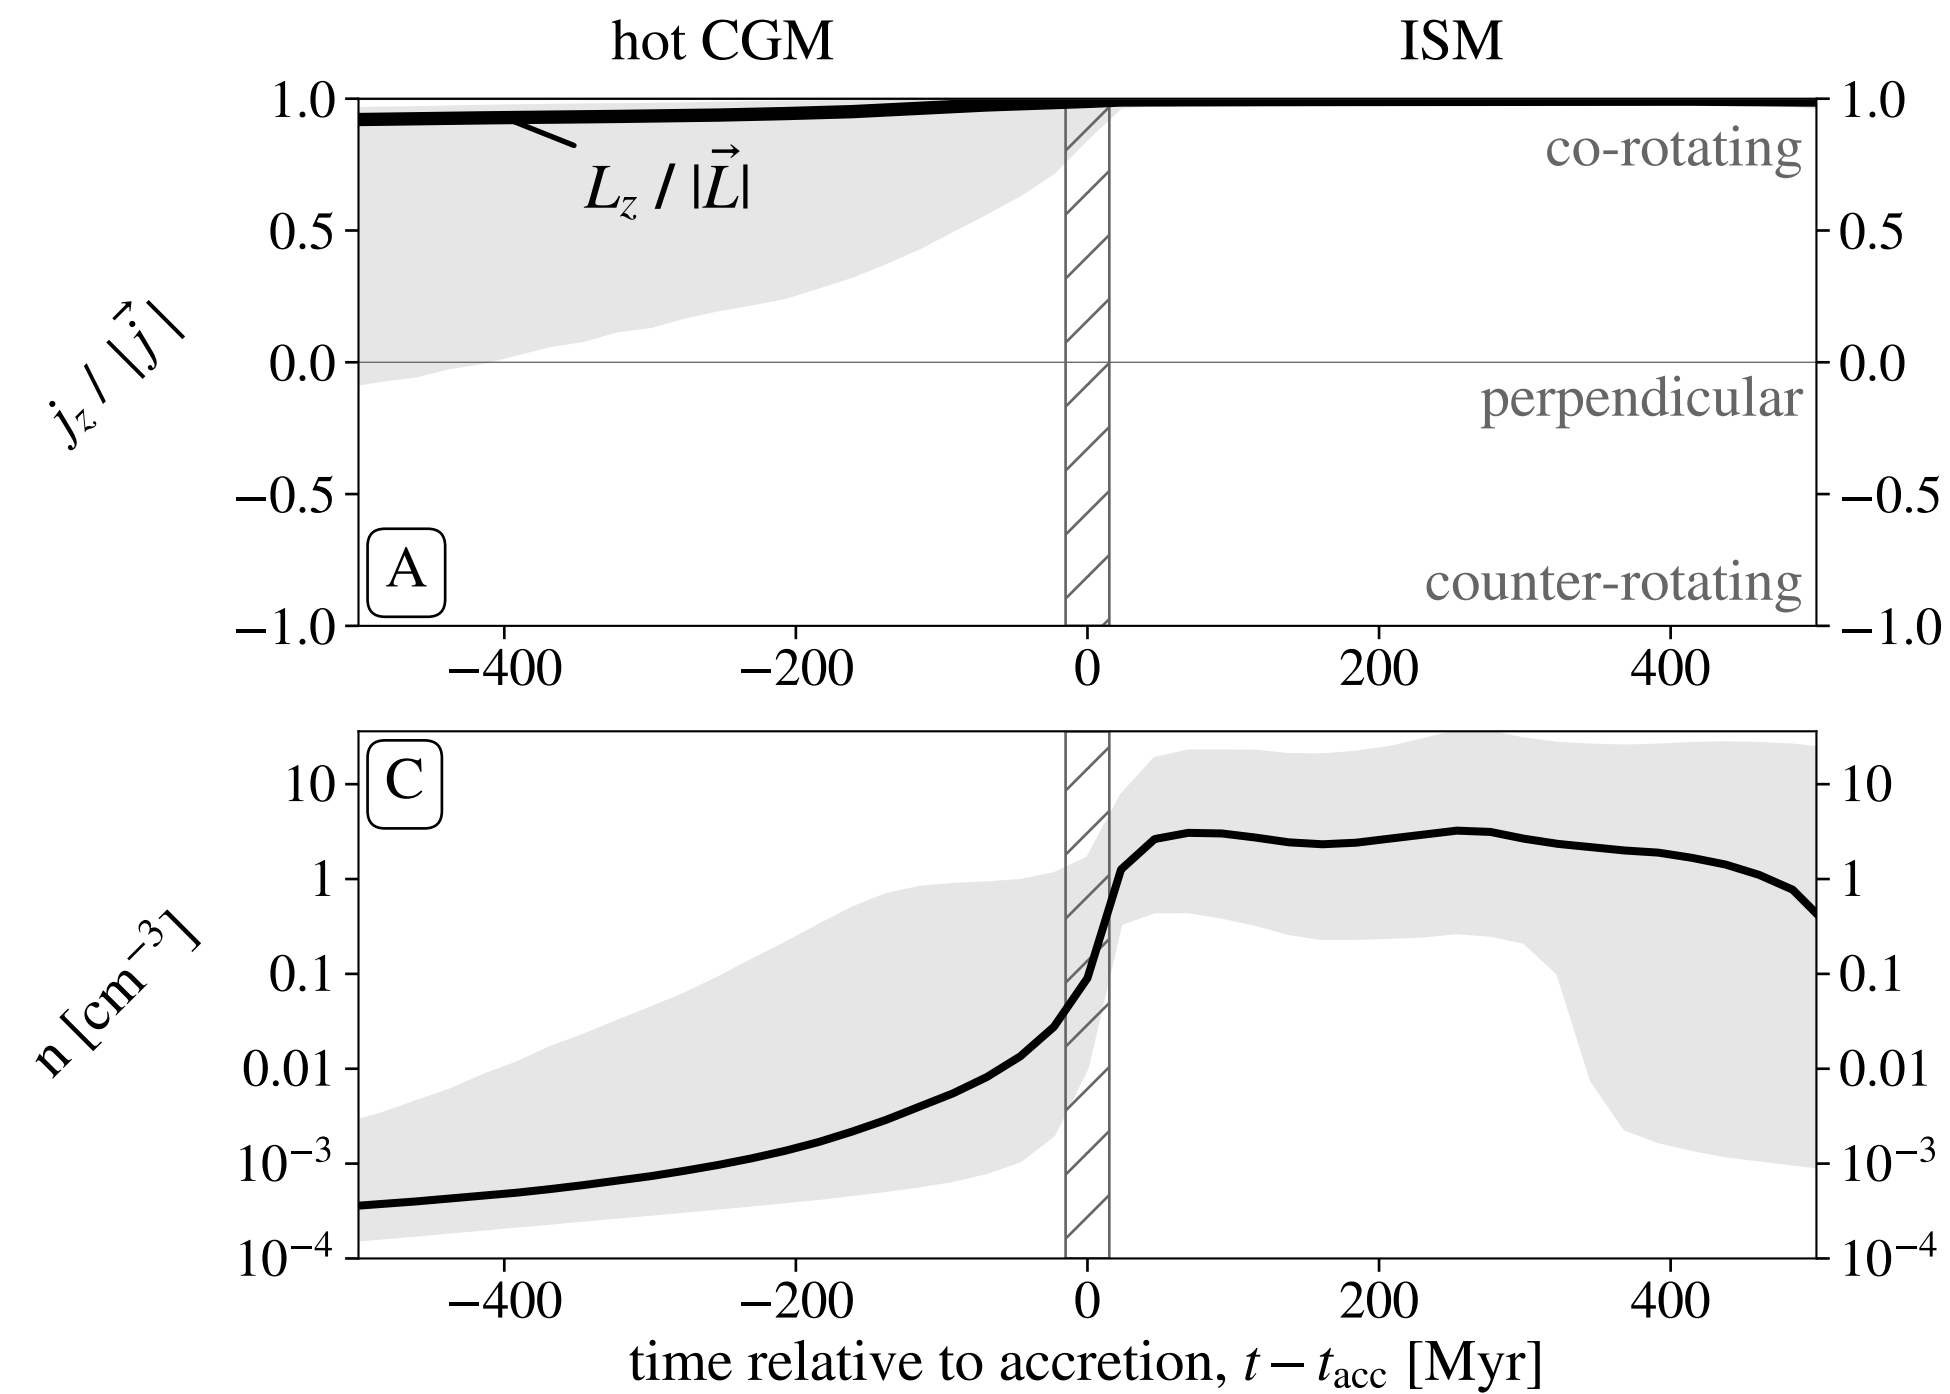 hot CGM ISM
1.0 1.0
co-rotating
L_z / |L⃗|
0.5 0.5
j_z / |j⃗|
0.0 0.0
perpendicular
−0.5 −0.5
A
counter-rotating
−1.0 −1.0
−400 −200 0 200 400
C
10 10
1 1
0.1 0.1
n [cm⁻³]
0.01 0.01
10⁻³ 10⁻³
10⁻⁴ 10⁻⁴
−400 −200 0 200 400
time relative to accretion, t − t_acc [Myr]